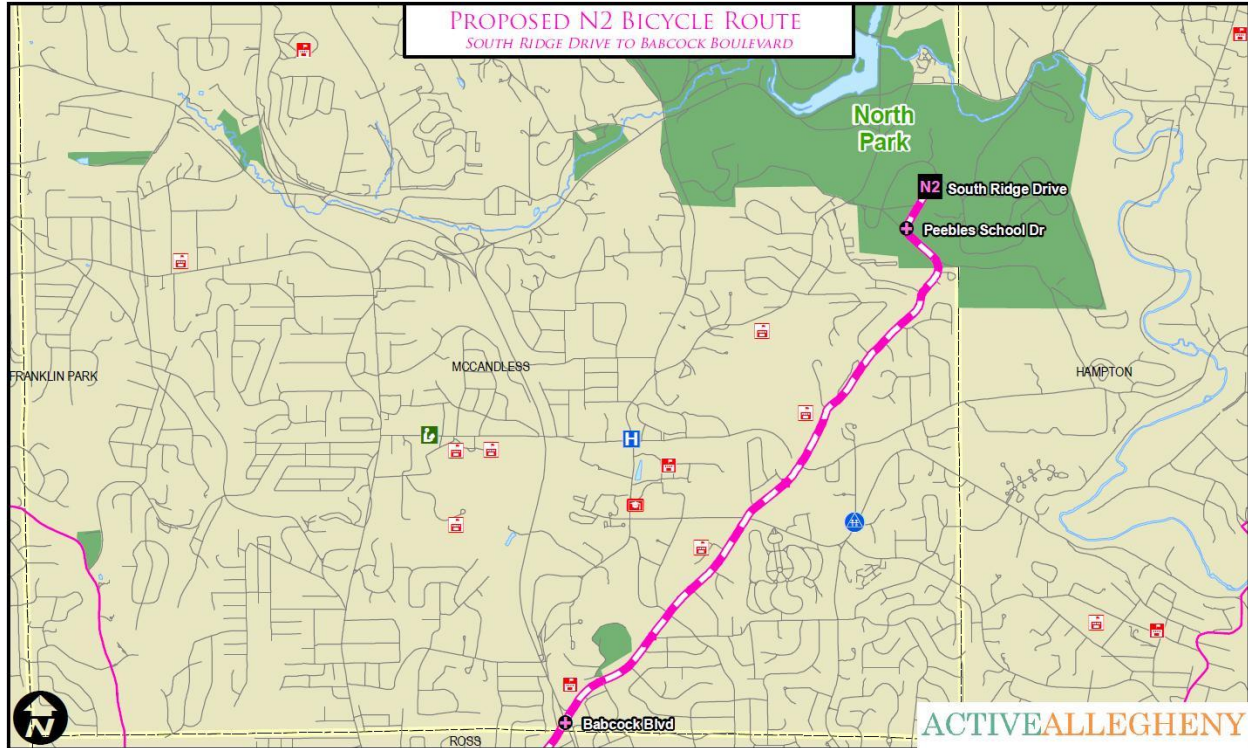 PROPOSED N2 BICYCLE ROUTE
SOUTH RIDGE DRIVE TO BABCOCK BOULEVARD
North
Park
N2 South Ridge Drive
Peebles School Dr
MCCANDLESS
FRANKLIN PARK
HAMPTON
H
Babcock Blvd
N
ROSS
ACTIVEALLEGHENY